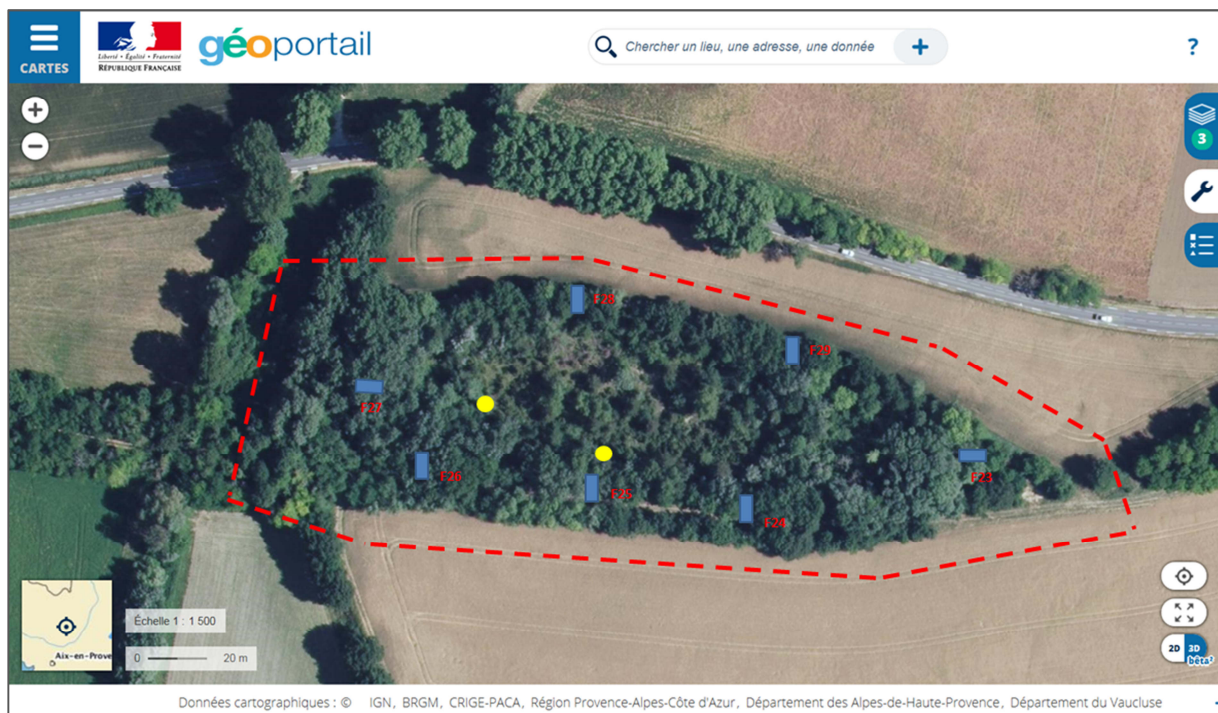 CARTES
Liberté • Égalité • Fraternité
RÉPUBLIQUE FRANÇAISE
géoportail
Chercher un lieu, une adresse, une donnée
+
?
+
−
3
F28
F29
F27
F26
F25
F24
F23
Échelle 1 : 1 500
0 20 m
Aix-en-Prove
2D 3D
bêta²
Données cartographiques : © IGN, BRGM, CRIGE-PACA, Région Provence-Alpes-Côte d'Azur, Département des Alpes-de-Haute-Provence, Département du Vaucluse